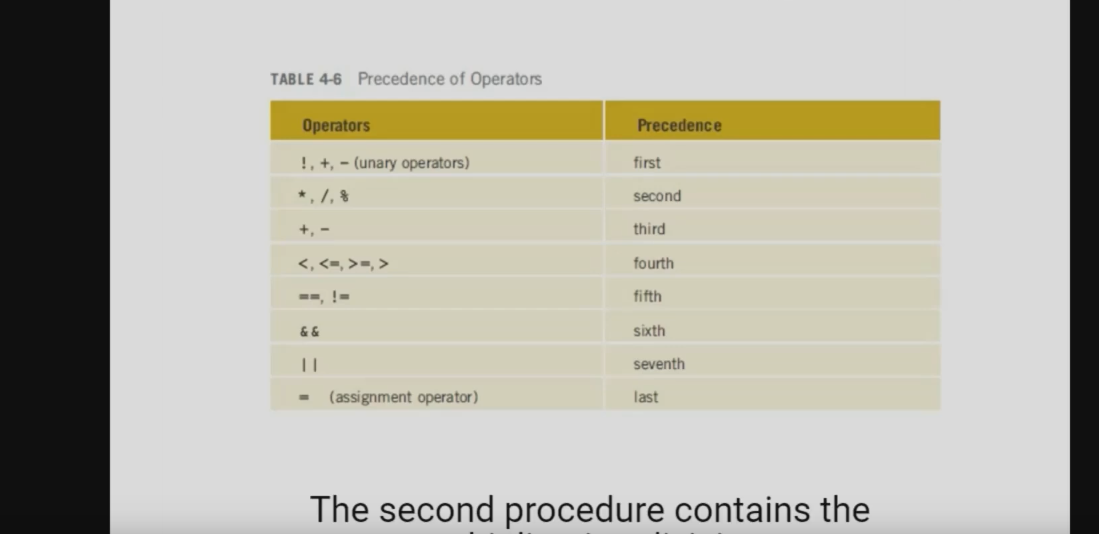 TABLE 4-6 Precedence of Operators
Operators Precedence
!, +, - (unary operators) first
*, /, % second
+, - third
<, <=, >=, > fourth
==, != fifth
&& sixth
|| seventh
= (assignment operator) last
The second procedure contains the